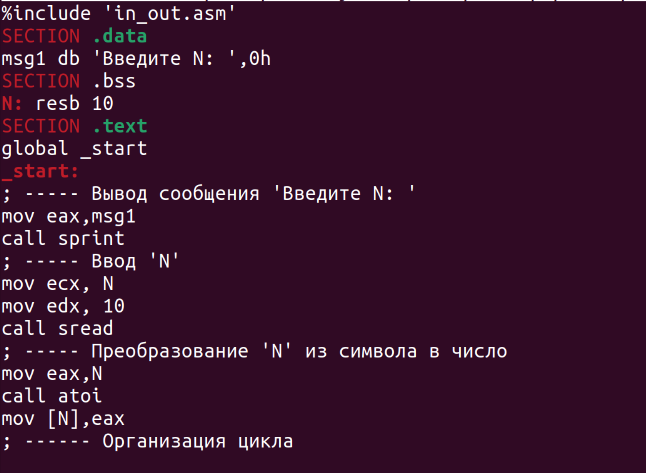 %include 'in_out.asm'
SECTION .data
msg1 db 'Введите N: ',0h
SECTION .bss
N: resb 10
SECTION .text
global _start
_start:
; ----- Вывод сообщения 'Введите N: '
mov eax,msg1
call sprint
; ----- Ввод 'N'
mov ecx, N
mov edx, 10
call sread
; ----- Преобразование 'N' из символа в число
mov eax,N
call atoi
mov [N],eax
; ------ Организация цикла